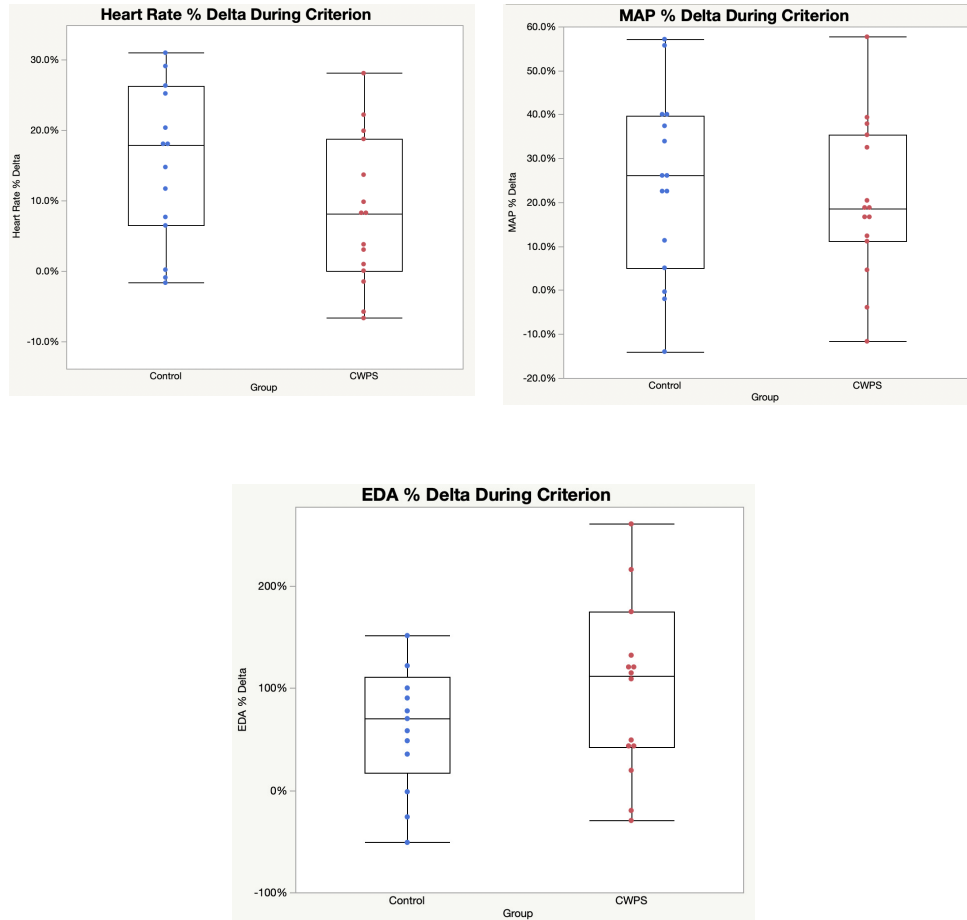 Heart Rate % Delta During Criterion
30.0%
20.0%
10.0%
0.0%
-10.0%
Heart Rate % Delta
Control
CWPS
Group
MAP % Delta During Criterion
60.0%
50.0%
40.0%
30.0%
20.0%
10.0%
0.0%
-10.0%
-20.0%
MAP % Delta
Control
CWPS
Group
EDA % Delta During Criterion
200%
100%
0%
-100%
EDA % Delta
Control
CWPS
Group